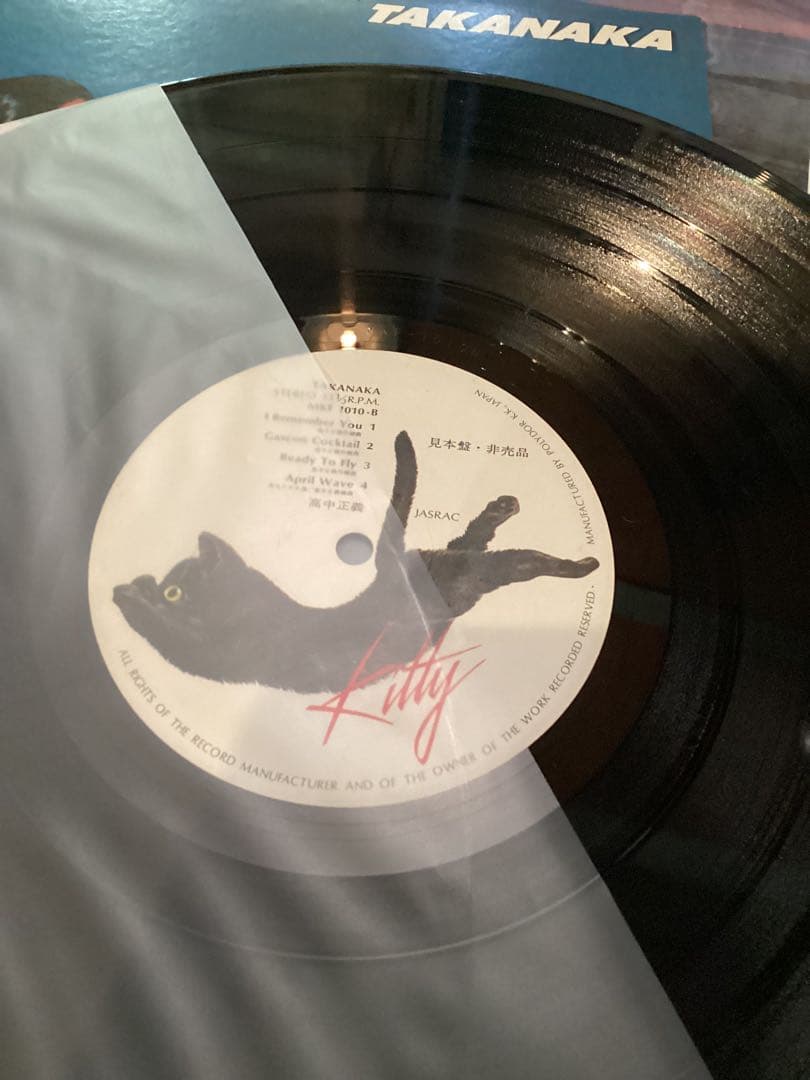 TAKANAKA
TAKANAKA
STEREO 33⅓R.P.M.
MKF 1010-B
I Remember You 1
Gascon Cocktail 2
Ready To Fly 3
April Wave 4
高中正義
見本盤・非売品
JASRAC
Kitty
MANUFACTURED BY POLYDOR K.K., JAPAN
ALL RIGHTS OF THE RECORD MANUFACTURER AND OF THE OWNER OF THE WORK RECORDED RESERVED・